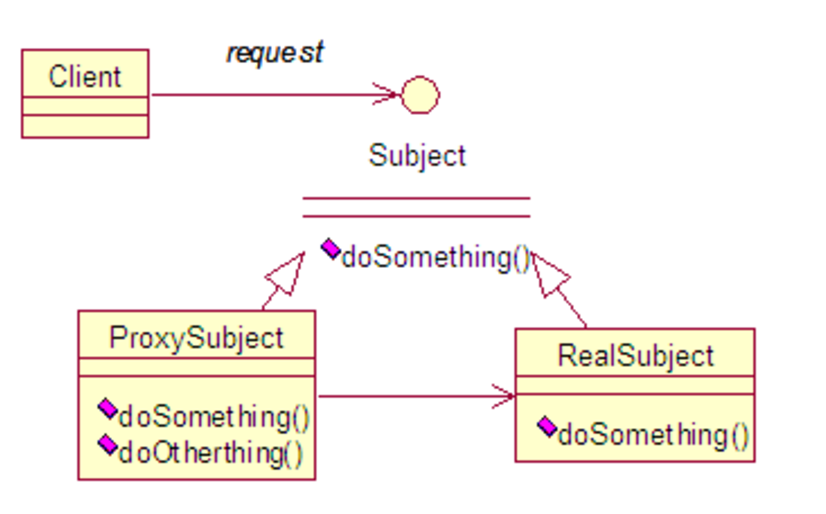 request
Client
Subject
doSomething()
ProxySubject
doSomething()
doOtherthing()
RealSubject
doSomething()